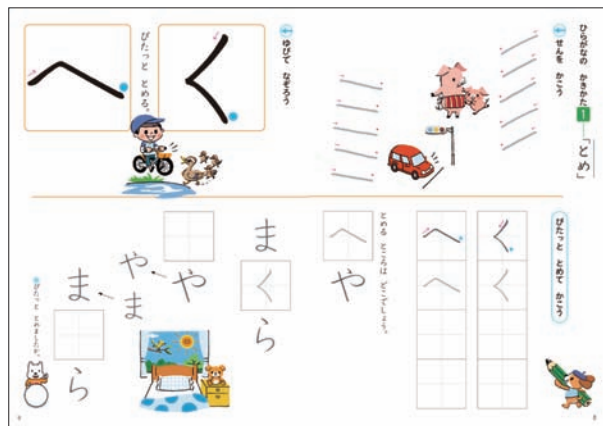 ひらがなの かきかた 1 「とめ」
せんを かこう
ゆびで なぞろう
ぴたっと とめる。
く
へ
ぴたっと とめて かこう
く
く
へ
へ
とめる ところは どこでしょう。
へ
や
ま
く
ら
や
や
ま
ま
ら
ぴたっと とめましたか。